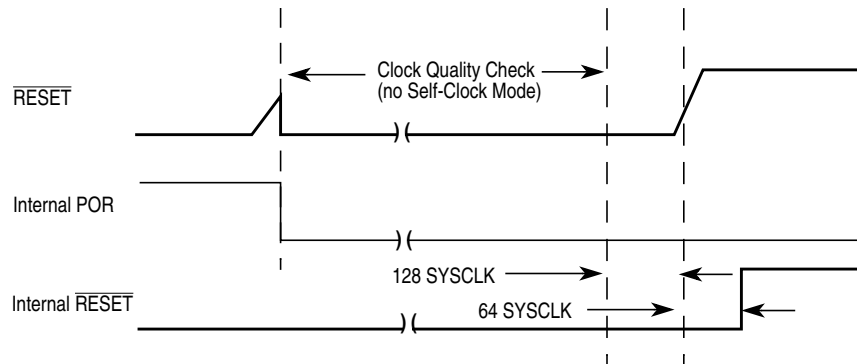 Clock Quality Check
(no Self-Clock Mode)
RESET
Internal POR
128 SYSCLK
Internal RESET
64 SYSCLK